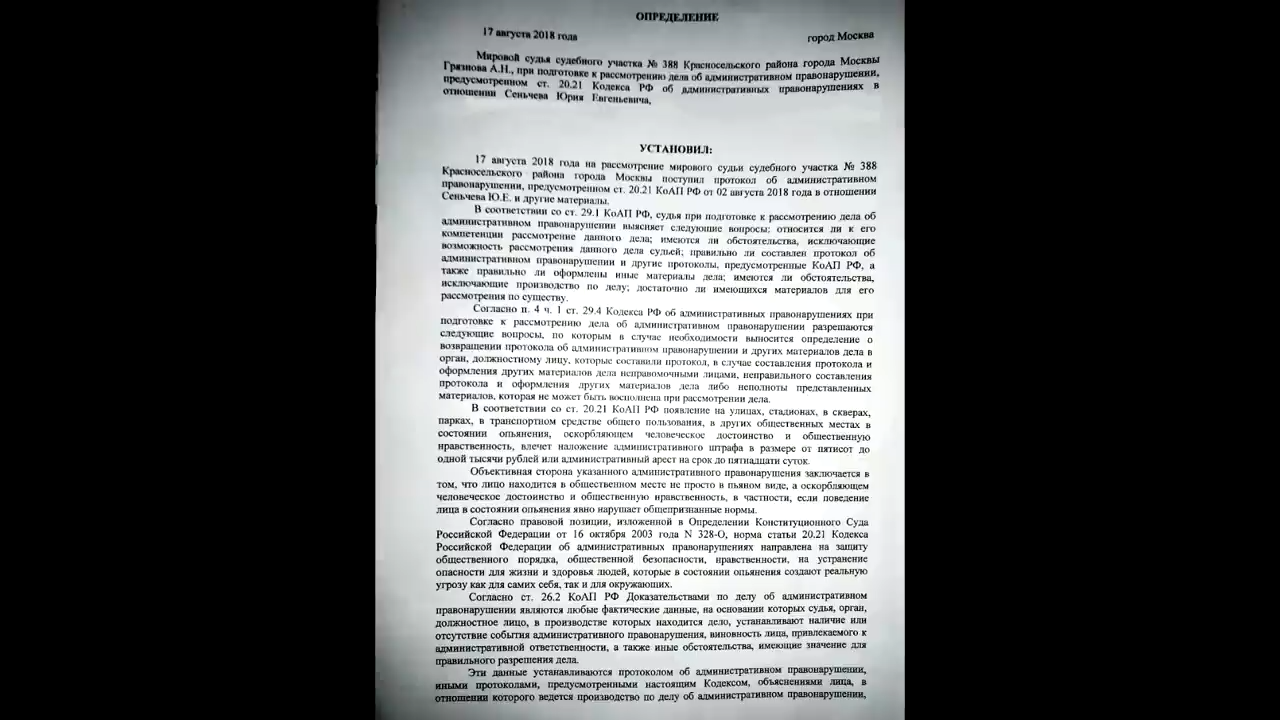 ОПРЕДЕЛЕНИЕ
17 августа 2018 года город Москва
Мировой судья судебного участка № 388 Красносельского района города Москвы
Грязнова А.Н., при подготовке к рассмотрению дела об административном правонарушении,
предусмотренном ст. 20.21 Кодекса РФ об административных правонарушениях в
отношении Сеньчева Юрия Евгеньевича,
УСТАНОВИЛ:
17 августа 2018 года на рассмотрение мирового судьи судебного участка № 388
Красносельского района города Москвы поступил протокол об административном
правонарушении, предусмотренном ст. 20.21 КоАП РФ от 02 августа 2018 года в отношении
Сеньчева Ю.Е. и другие материалы.
В соответствии со ст. 29.1 КоАП РФ, судья при подготовке к рассмотрению дела об
административном правонарушении выясняет следующие вопросы: относится ли к его
компетенции рассмотрение данного дела; имеются ли обстоятельства, исключающие
возможность рассмотрения данного дела судьей; правильно ли составлен протокол об
административном правонарушении и другие протоколы, предусмотренные КоАП РФ, а
также правильно ли оформлены иные материалы дела; имеются ли обстоятельства,
исключающие производство по делу; достаточно ли имеющихся материалов для его
рассмотрения по существу.
Согласно п. 4 ч. 1 ст. 29.4 Кодекса РФ об административных правонарушениях при
подготовке к рассмотрению дела об административном правонарушении разрешаются
следующие вопросы, по которым в случае необходимости выносится определение о
возвращении протокола об административном правонарушении и других материалов дела в
орган, должностному лицу, которые составили протокол, в случае составления протокола и
оформления других материалов дела неправомочными лицами, неправильного составления
протокола и оформления других материалов дела либо неполноты представленных
материалов, которая не может быть восполнена при рассмотрении дела.
В соответствии со ст. 20.21 КоАП РФ появление на улицах, стадионах, в скверах,
парках, в транспортном средстве общего пользования, в других общественных местах в
состоянии опьянения, оскорбляющем человеческое достоинство и общественную
нравственность, влечет наложение административного штрафа в размере от пятисот до
одной тысячи рублей или административный арест на срок до пятнадцати суток.
Объективная сторона указанного административного правонарушения заключается в
том, что лицо находится в общественном месте не просто в пьяном виде, а оскорбляющем
человеческое достоинство и общественную нравственность, в частности, если поведение
лица в состоянии опьянения явно нарушает общепризнанные нормы.
Согласно правовой позиции, изложенной в Определении Конституционного Суда
Российской Федерации от 16 октября 2003 года N 328-О, норма статьи 20.21 Кодекса
Российской Федерации об административных правонарушениях направлена на защиту
общественного порядка, общественной безопасности, нравственности, на устранение
опасности для жизни и здоровья людей, которые в состоянии опьянения создают реальную
угрозу как для самих себя, так и для окружающих.
Согласно ст. 26.2 КоАП РФ Доказательствами по делу об административном
правонарушении являются любые фактические данные, на основании которых судья, орган,
должностное лицо, в производстве которых находится дело, устанавливают наличие или
отсутствие события административного правонарушения, виновность лица, привлекаемого к
административной ответственности, а также иные обстоятельства, имеющие значение для
правильного разрешения дела.
Эти данные устанавливаются протоколом об административном правонарушении,
иными протоколами, предусмотренными настоящим Кодексом, объяснениями лица, в
отношении которого ведется производство по делу об административном правонарушении,